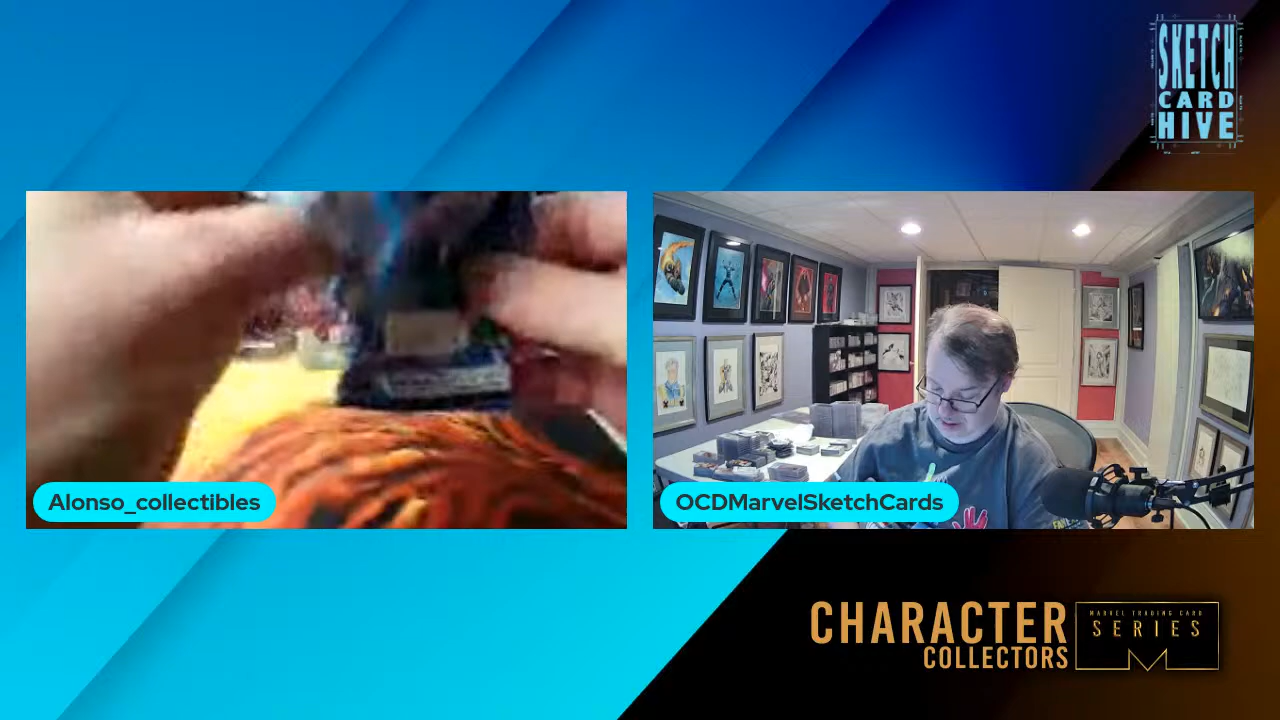 SKETCH
CARD
HIVE
Alonso_collectibles
OCDMarvelSketchCards
CHARACTER
COLLECTORS
MARVEL TRADING CARD
SERIES